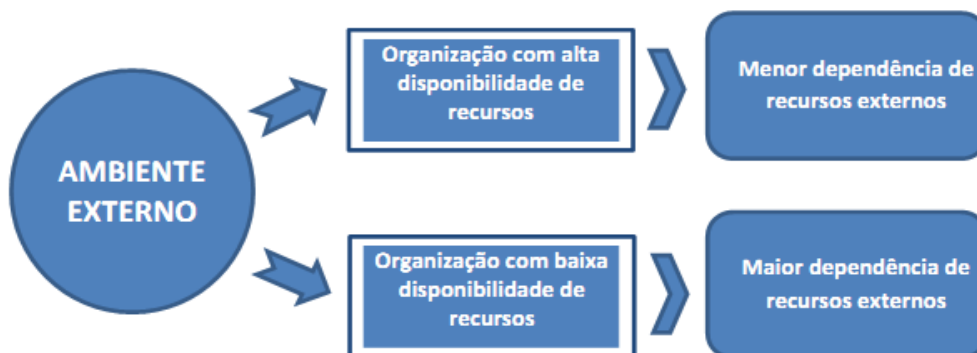 AMBIENTE
EXTERNO
Organização com alta
disponibilidade de
recursos
Menor dependência de
recursos externos
Organização com baixa
disponibilidade de
recursos
Maior dependência de
recursos externos